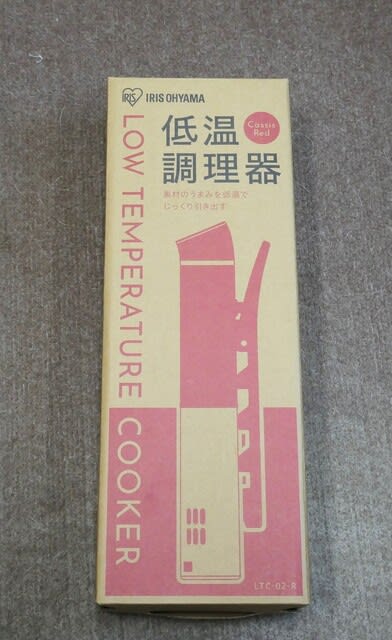 IRIS
IRIS OHYAMA
低温
調理器
Cassis
Red
素材のうまみを低温で
じっくり引き出す
LOW TEMPERATURE COOKER
LTC-02-R